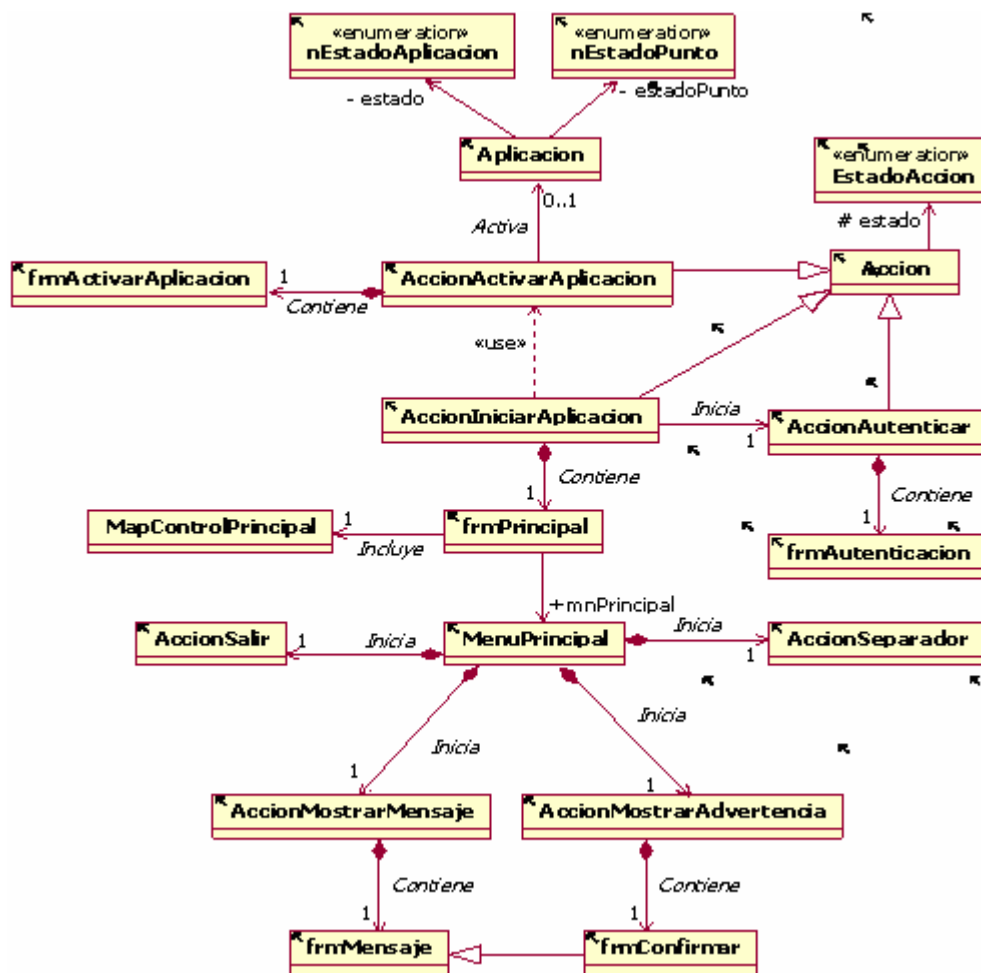 «enumeration»
nEstadoAplicacion
«enumeration»
nEstadoPunto
- estado
- estadoPunto
Aplicacion
«enumeration»
EstadoAccion
0..1
# estado
Activa
frmActivarAplicacion
1
Contiene
AccionActivarAplicacion
Accion
«use»
AccionIniciarAplicacion
Inicia
1
AccionAutenticar
Contiene
1
Contiene
1
MapControlPrincipal
1
Incluye
frmPrincipal
frmAutenticacion
+mnPrincipal
AccionSalir
1
Inicia
MenuPrincipal
Inicia
1
AccionSeparador
Inicia
1
Inicia
1
AccionMostrarMensaje
AccionMostrarAdvertencia
Contiene
1
Contiene
1
frmMensaje
frmConfirmar